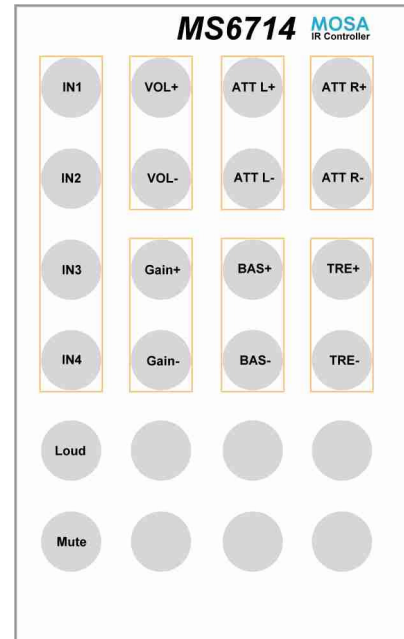 MS6714 MOSA
IR Controller
IN1 VOL+ ATT L+ ATT R+
IN2 VOL- ATT L- ATT R-
IN3 Gain+ BAS+ TRE+
IN4 Gain- BAS- TRE-
Loud
Mute